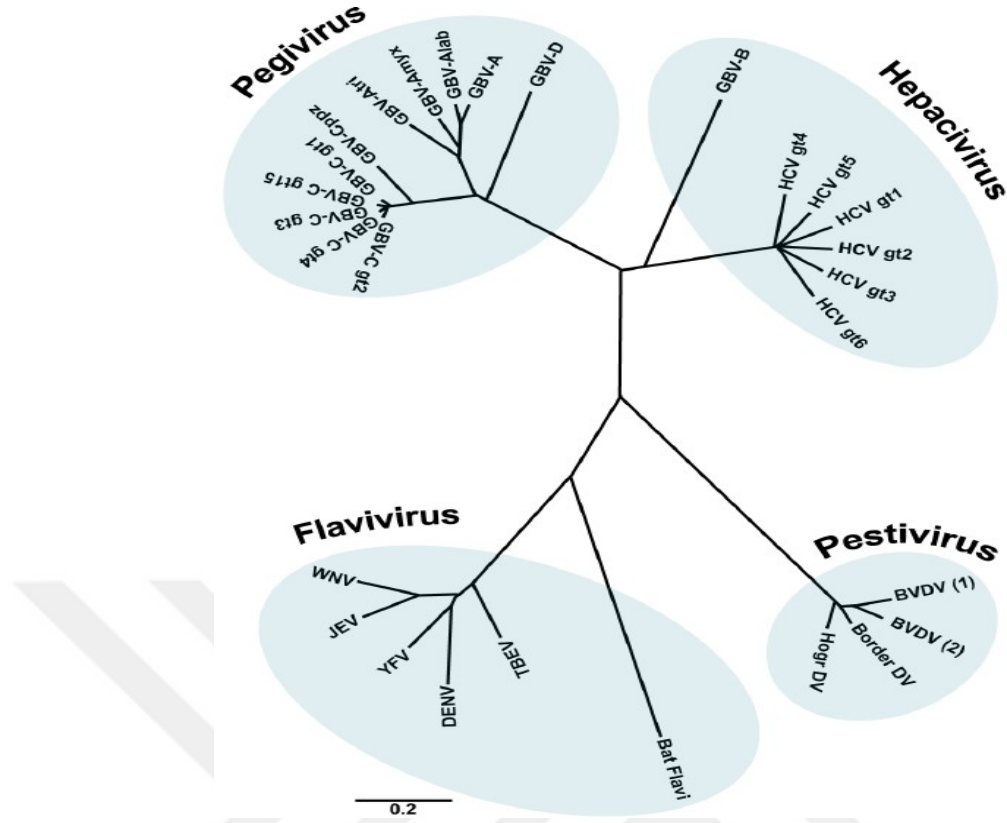 Pegivirus
GBV-Atri
GBV-Amyx
GBV-Alab
GBV-A
GBV-D
GBV-Cppz
GBV-C gt1
GBV-C gt15
GBV-C gt3
GBV-C gt4
GBV-C gt2
Hepacivirus
GBV-B
HCV gt4
HCV gt5
HCV gt1
HCV gt2
HCV gt3
HCV gt6
Flavivirus
WNV
JEV
YFV
DENV
TBEV
Bat Flavi
Pestivirus
BVDV (1)
BVDV (2)
Border DV
Hogr DV
0.2